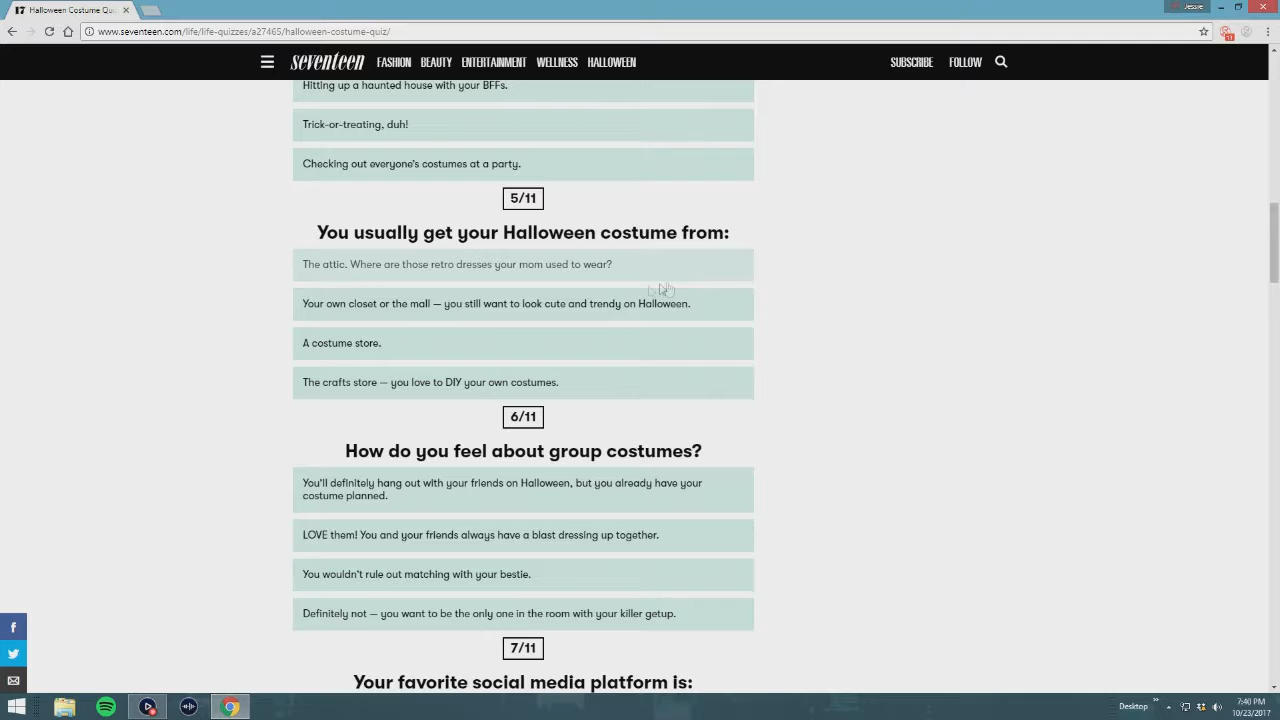 Halloween Costume Qu
Jessie
www.seventeen.com/life/life-quizzes/a27465/halloween-costume-quiz/
seventeen FASHION BEAUTY ENTERTAINMENT WELLNESS HALLOWEEN SUBSCRIBE FOLLOW
Hitting up a haunted house with your BFFs.
Trick-or-treating, duh!
Checking out everyone's costumes at a party.
5/11
You usually get your Halloween costume from:
The attic. Where are those retro dresses your mom used to wear?
Your own closet or the mall — you still want to look cute and trendy on Halloween.
A costume store.
The crafts store — you love to DIY your own costumes.
6/11
How do you feel about group costumes?
You'll definitely hang out with your friends on Halloween, but you already have your
costume planned.
LOVE them! You and your friends always have a blast dressing up together.
You wouldn't rule out matching with your bestie.
Definitely not — you want to be the only one in the room with your killer getup.
7/11
Your favorite social media platform is:
Desktop
7:40 PM
10/23/2017